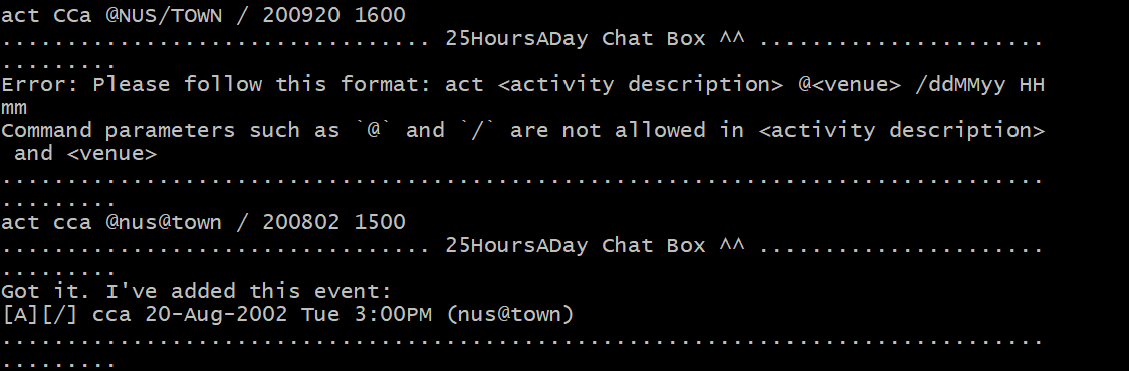 act CCa @NUS/TOWN / 200920 1600
................................. 25HoursADay Chat Box ^^ ......................
.........
Error: Please follow this format: act <activity description> @<venue> /ddMMyy HH
mm
Command parameters such as `@` and `/` are not allowed in <activity description>
 and <venue>
................................................................................
.........
act cca @nus@town / 200802 1500
................................. 25HoursADay Chat Box ^^ ......................
.........
Got it. I've added this event:
[A][/] cca 20-Aug-2002 Tue 3:00PM (nus@town)
................................................................................
.........